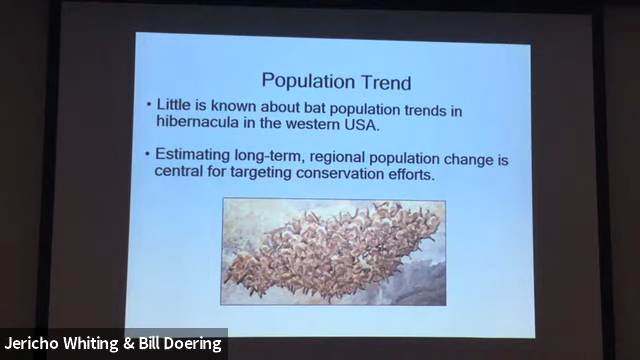 Population Trend
• Little is known about bat population trends in
hibernacula in the western USA.
• Estimating long-term, regional population change is
central for targeting conservation efforts.
Jericho Whiting & Bill Doering